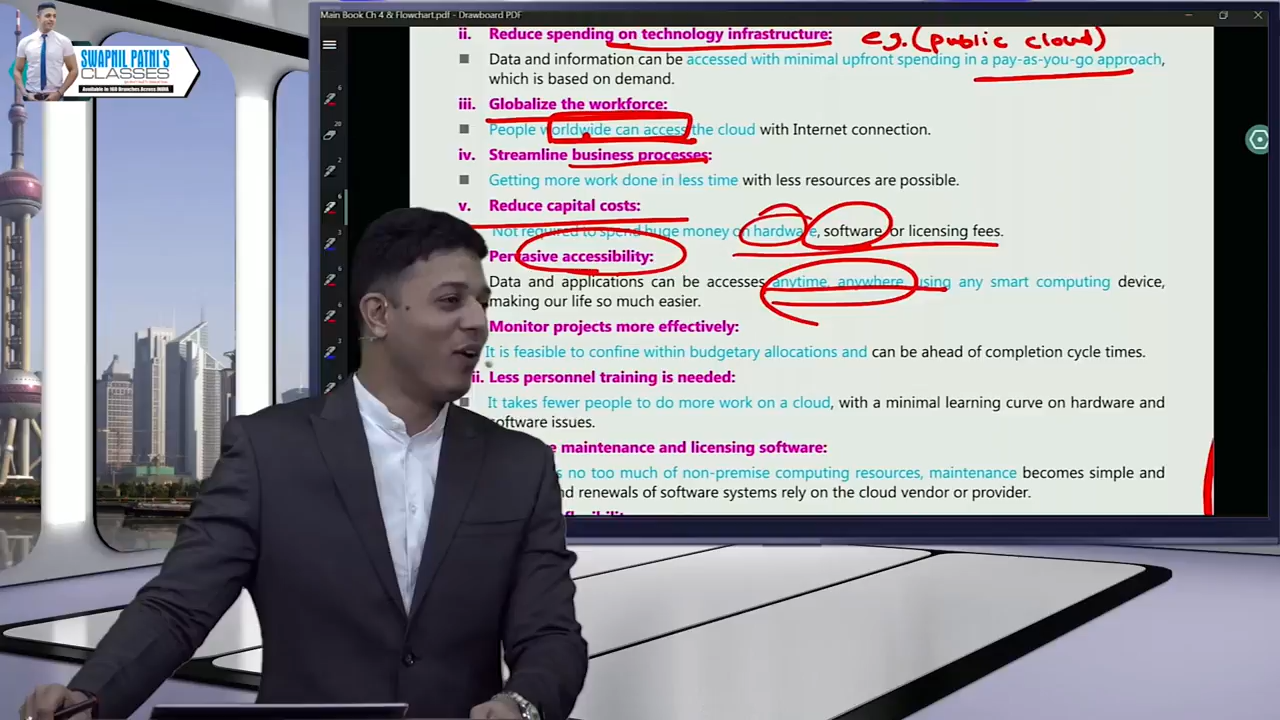 Main Book Ch 4 & Flowchart.pdf - Drawboard PDF
SWAPNIL PATNI'S
CLASSES
Available in 160 Branches Across INDIA
ii. Reduce spending on technology infrastructure: eg. (public cloud)
Data and information can be accessed with minimal upfront spending in a pay-as-you-go approach,
which is based on demand.
iii. Globalize the workforce:
People worldwide can access the cloud with Internet connection.
iv. Streamline business processes:
Getting more work done in less time with less resources are possible.
v. Reduce capital costs:
Not required to spend huge money on hardware, software or licensing fees.
Pervasive accessibility:
Data and applications can be accesses anytime, anywhere, using any smart computing device,
making our life so much easier.
Monitor projects more effectively:
It is feasible to confine within budgetary allocations and can be ahead of completion cycle times.
ii. Less personnel training is needed:
It takes fewer people to do more work on a cloud, with a minimal learning curve on hardware and
software issues.
maintenance and licensing software:
no too much of non-premise computing resources, maintenance becomes simple and
renewals of software systems rely on the cloud vendor or provider.